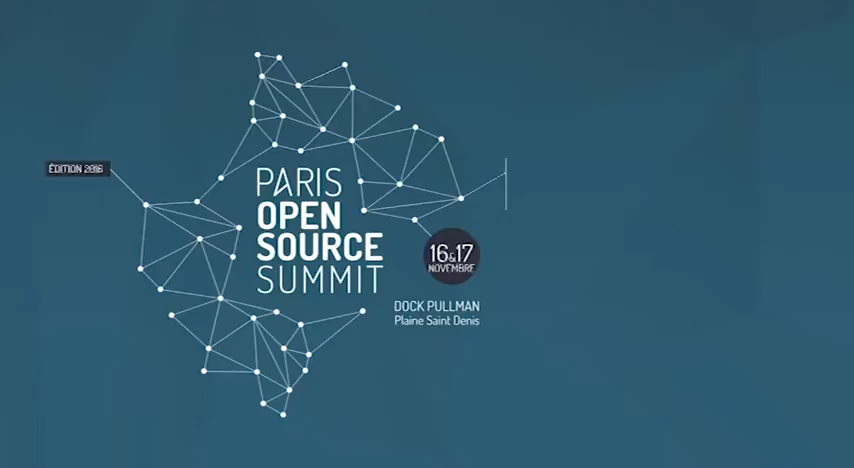 ÉDITION 2016
PARIS
OPEN
SOURCE
SUMMIT
16&17
NOVEMBRE
DOCK PULLMAN
Plaine Saint Denis